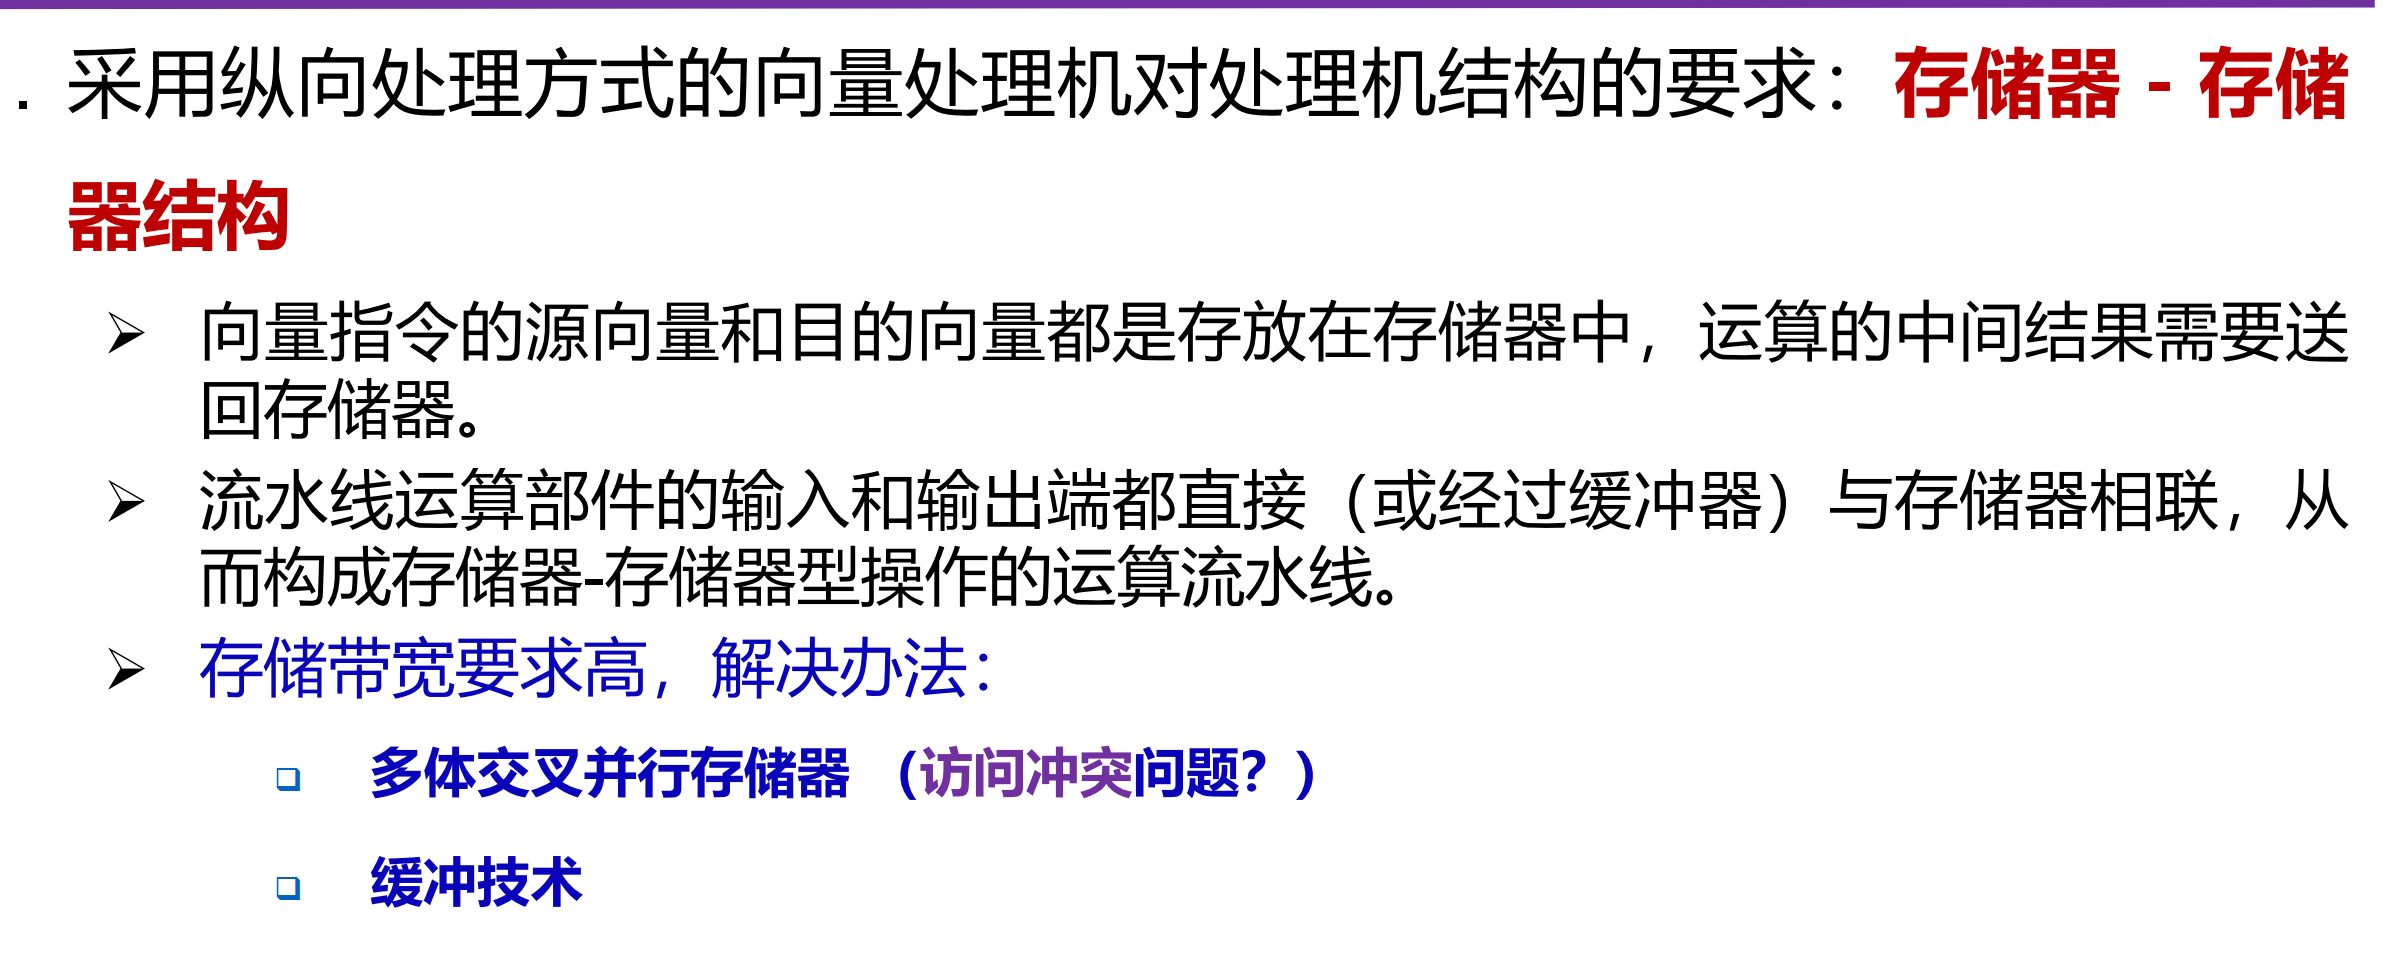 . 采用纵向处理方式的向量处理机对处理机结构的要求：存储器 - 存储
器结构
➢ 向量指令的源向量和目的向量都是存放在存储器中，运算的中间结果需要送
回存储器。
➢ 流水线运算部件的输入和输出端都直接（或经过缓冲器）与存储器相联，从
而构成存储器-存储器型操作的运算流水线。
➢ 存储带宽要求高，解决办法：
❑ 多体交叉并行存储器 （访问冲突问题？）
❑ 缓冲技术